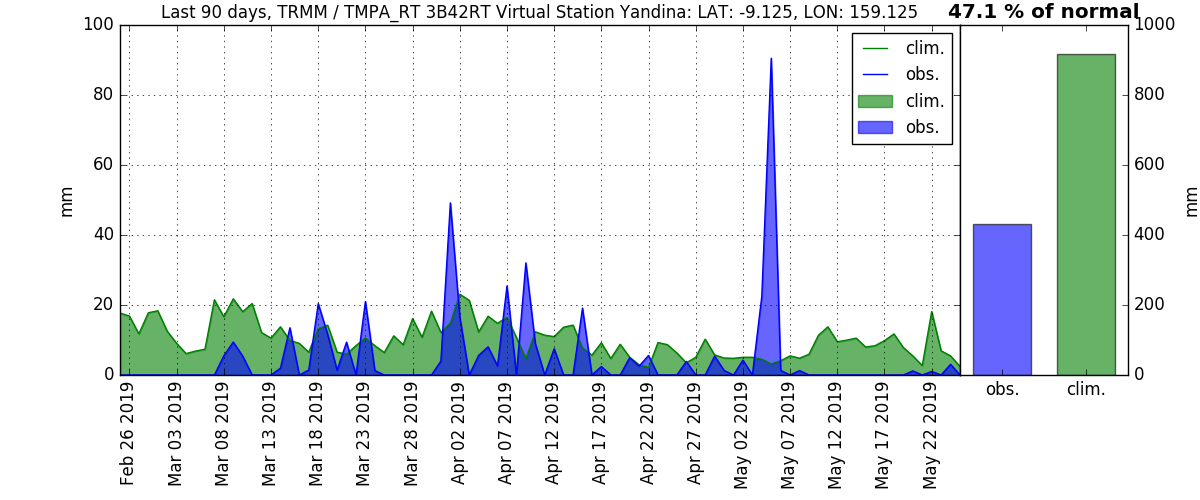 Last 90 days, TRMM / TMPA_RT 3B42RT Virtual Station Yandina: LAT: -9.125, LON: 159.125
47.1 % of normal
100
80
60
40
20
0
mm
clim.
obs.
clim.
obs.
1000
800
600
400
200
0
mm
Feb 26 2019
Mar 03 2019
Mar 08 2019
Mar 13 2019
Mar 18 2019
Mar 23 2019
Mar 28 2019
Apr 02 2019
Apr 07 2019
Apr 12 2019
Apr 17 2019
Apr 22 2019
Apr 27 2019
May 02 2019
May 07 2019
May 12 2019
May 17 2019
May 22 2019
obs.
clim.